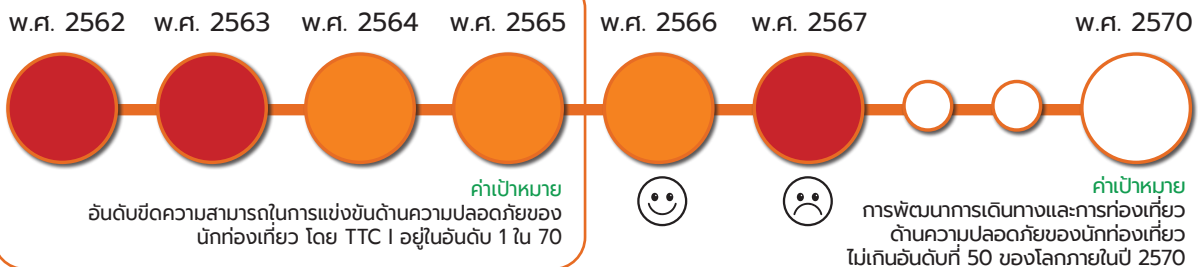 พ.ศ. 2562 พ.ศ. 2563 พ.ศ. 2564 พ.ศ. 2565 พ.ศ. 2566 พ.ศ. 2567 พ.ศ. 2570
ค่าเป้าหมาย
อันดับขีดความสามารถในการแข่งขันด้านความปลอดภัยของ
นักท่องเที่ยว โดย TTC I อยู่ในอันดับ 1 ใน 70
ค่าเป้าหมาย
การพัฒนาการเดินทางและการท่องเที่ยว
ด้านความปลอดภัยของนักท่องเที่ยว
ไม่เกินอันดับที่ 50 ของโลกภายในปี 2570